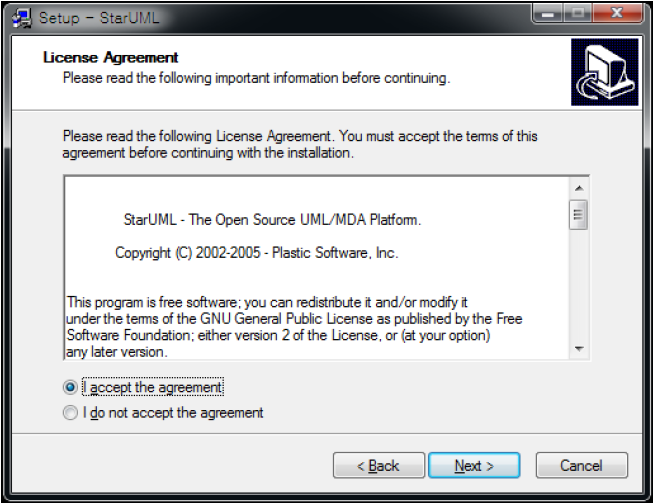 Setup - StarUML
License Agreement
Please read the following important information before continuing.
Please read the following License Agreement. You must accept the terms of this
agreement before continuing with the installation.
StarUML - The Open Source UML/MDA Platform.
Copyright (C) 2002-2005 - Plastic Software, Inc.
This program is free software; you can redistribute it and/or modify it
under the terms of the GNU General Public License as published by the Free
Software Foundation; either version 2 of the License, or (at your option)
any later version.
I accept the agreement
I do not accept the agreement
< Back Next > Cancel